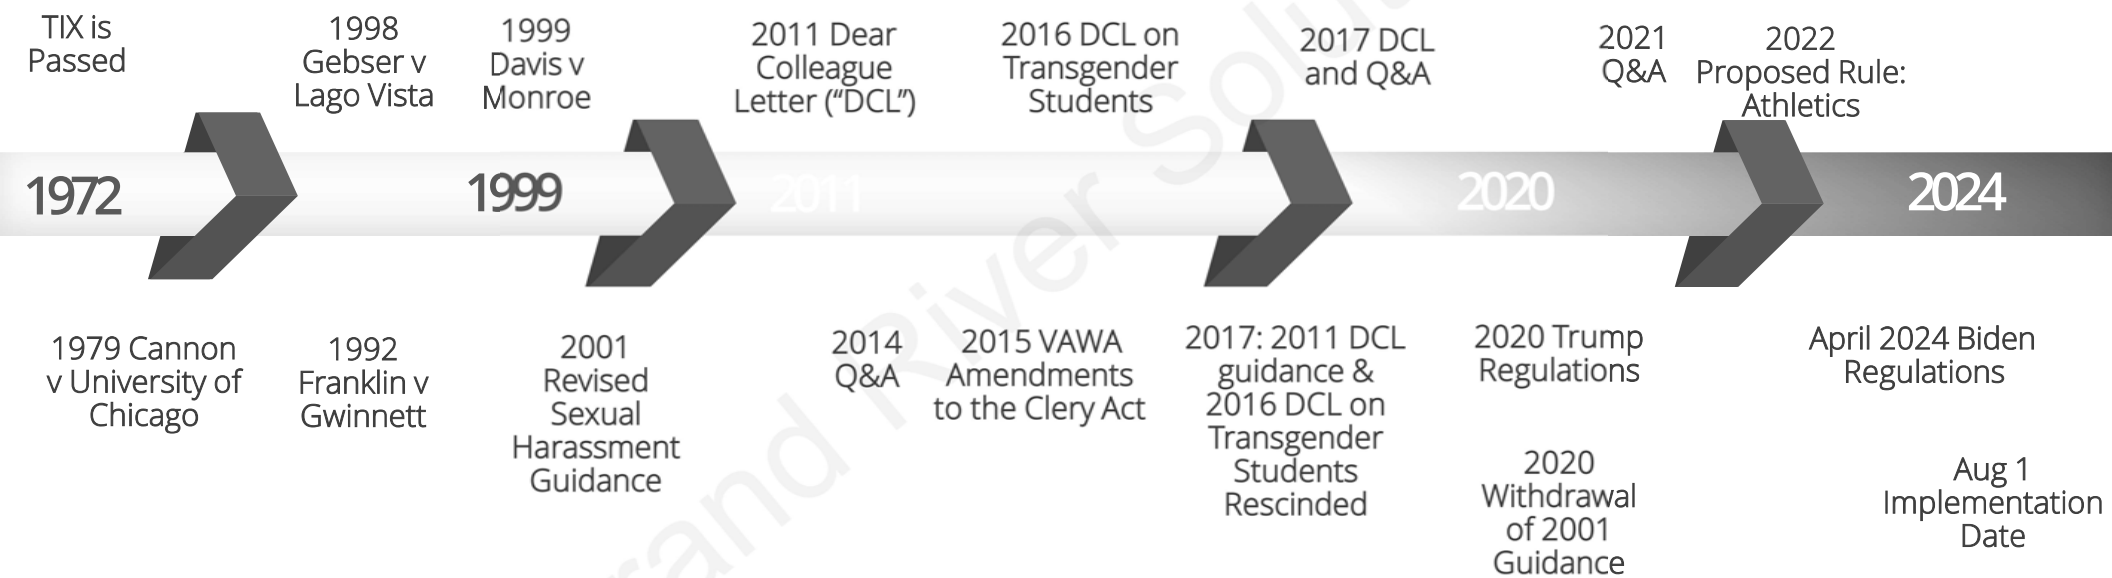 TIX is
Passed
1998
Gebser v
Lago Vista
1999
Davis v
Monroe
2011 Dear
Colleague
Letter (“DCL”)
2016 DCL on
Transgender
Students
2017 DCL
and Q&A
2021
Q&A
2022
Proposed Rule:
Athletics
1972
1999
2011
2020
2024
1979 Cannon
v University of
Chicago
1992
Franklin v
Gwinnett
2001
Revised
Sexual
Harassment
Guidance
2014
Q&A
2015 VAWA
Amendments
to the Clery Act
2017: 2011 DCL
guidance &
2016 DCL on
Transgender
Students
Rescinded
2020 Trump
Regulations
2020
Withdrawal
of 2001
Guidance
April 2024 Biden
Regulations
Aug 1
Implementation
Date
River